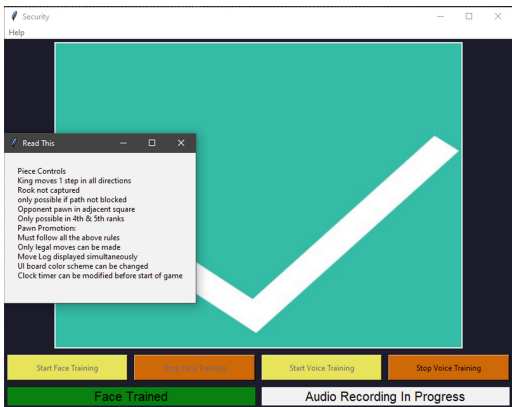 Security
Help
Read This
Piece Controls
King moves 1 step in all directions
Rook not captured
only possible if path not blocked
Opponent pawn in adjacent square
Only possible in 4th & 5th ranks
Pawn Promotion:
Must follow all the above rules
Only legal moves can be made
Move Log displayed simultaneously
UI board color scheme can be changed
Clock timer can be modified before start of game
Start Face Training
Stop Face Training
Start Voice Training
Stop Voice Training
Face Trained
Audio Recording In Progress